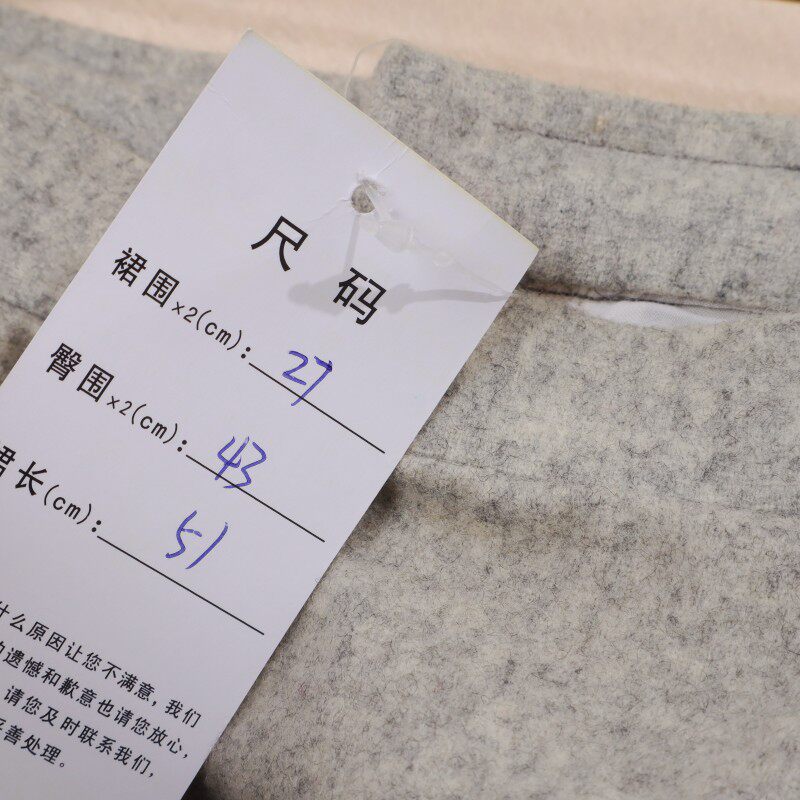 尺码
裙围x2(cm):27
臀围x2(cm):43
裙长(cm):51
什么原因让您不满意,我们
的遗憾和歉意也请您放心,
请您及时联系我们,
妥善处理。